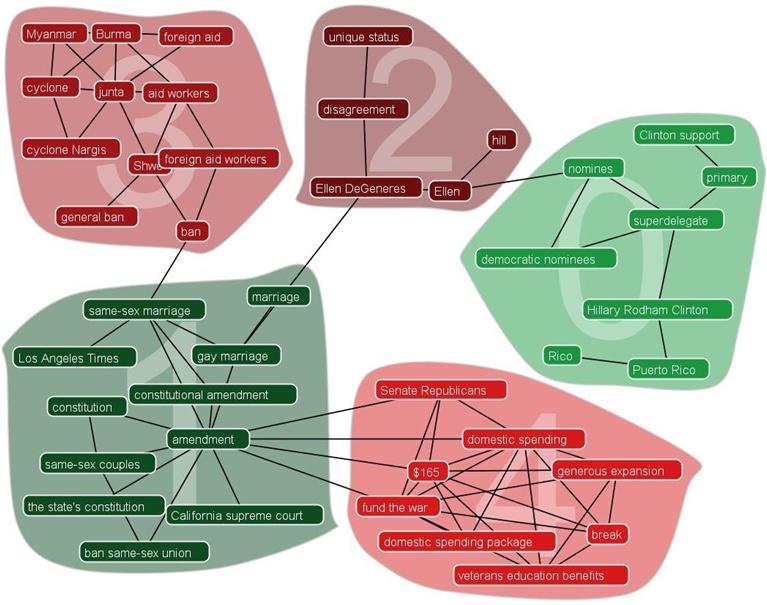 3
Myanmar
Burma
foreign aid
cyclone
junta
aid workers
cyclone Nargis
Shwe
foreign aid workers
general ban
ban
2
unique status
disagreement
hill
Ellen DeGeneres
Ellen
0
Clinton support
nomines
primary
superdelegate
democratic nominees
Hillary Rodham Clinton
Rico
Puerto Rico
1
marriage
same-sex marriage
Los Angeles Times
gay marriage
constitutional amendment
constitution
amendment
same-sex couples
the state's constitution
California supreme court
ban same-sex union
4
Senate Republicans
domestic spending
$165
generous expansion
fund the war
break
domestic spending package
veterans education benefits